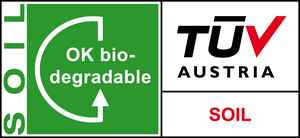 SOIL
OK bio-
degradable
TÜV
AUSTRIA
SOIL